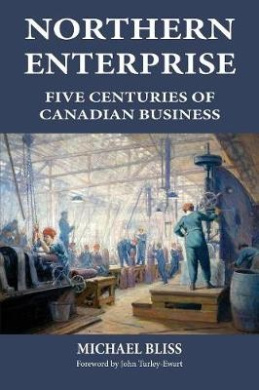 NORTHERN
ENTERPRISE
FIVE CENTURIES OF
CANADIAN BUSINESS
MICHAEL BLISS
Foreword by John Turley-Ewart